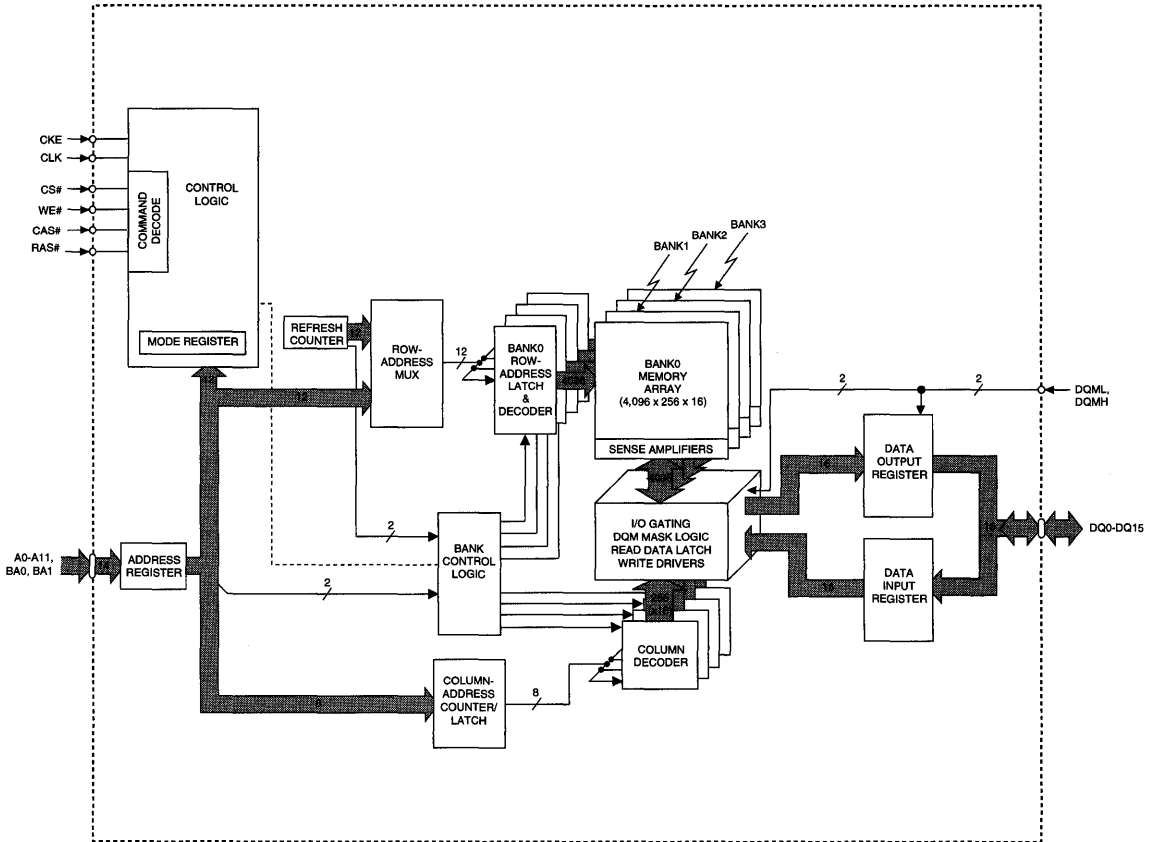 CKE
CLK
CS#
WE#
CAS#
RAS#
COMMAND
DECODE
CONTROL
LOGIC
MODE REGISTER
BANK3
BANK2
BANK1
REFRESH
COUNTER
12
ROW-
ADDRESS
MUX
12
12
BANK0
ROW-
ADDRESS
LATCH
&
DECODER
4096
BANK0
MEMORY
ARRAY
(4,096 x 256 x 16)
SENSE AMPLIFIERS
4096
I/O GATING
DQM MASK LOGIC
READ DATA LATCH
WRITE DRIVERS
2
2
DQML,
DQMH
16
DATA
OUTPUT
REGISTER
16
DQ0-DQ15
16
DATA
INPUT
REGISTER
A0-A11,
BA0, BA1
14
ADDRESS
REGISTER
2
2
BANK
CONTROL
LOGIC
256
(x16)
COLUMN
DECODER
8
COLUMN-
ADDRESS
COUNTER/
LATCH
8